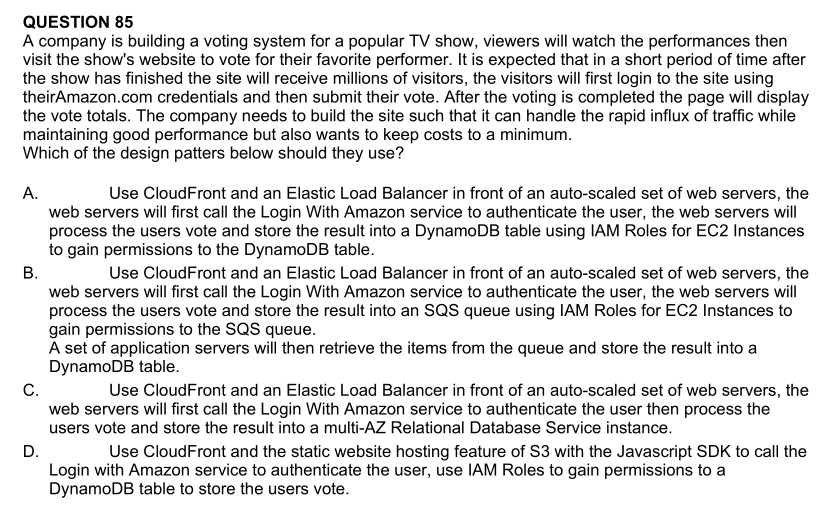 QUESTION 85
A company is building a voting system for a popular TV show, viewers will watch the performances then
visit the show's website to vote for their favorite performer. It is expected that in a short period of time after
the show has finished the site will receive millions of visitors, the visitors will first login to the site using
theirAmazon.com credentials and then submit their vote. After the voting is completed the page will display
the vote totals. The company needs to build the site such that it can handle the rapid influx of traffic while
maintaining good performance but also wants to keep costs to a minimum.
Which of the design patters below should they use?
A. Use CloudFront and an Elastic Load Balancer in front of an auto-scaled set of web servers, the
web servers will first call the Login With Amazon service to authenticate the user, the web servers will
process the users vote and store the result into a DynamoDB table using IAM Roles for EC2 Instances
to gain permissions to the DynamoDB table.
B. Use CloudFront and an Elastic Load Balancer in front of an auto-scaled set of web servers, the
web servers will first call the Login With Amazon service to authenticate the user, the web servers will
process the users vote and store the result into an SQS queue using IAM Roles for EC2 Instances to
gain permissions to the SQS queue.
A set of application servers will then retrieve the items from the queue and store the result into a
DynamoDB table.
C. Use CloudFront and an Elastic Load Balancer in front of an auto-scaled set of web servers, the
web servers will first call the Login With Amazon service to authenticate the user then process the
users vote and store the result into a multi-AZ Relational Database Service instance.
D. Use CloudFront and the static website hosting feature of S3 with the Javascript SDK to call the
Login with Amazon service to authenticate the user, use IAM Roles to gain permissions to a
DynamoDB table to store the users vote.